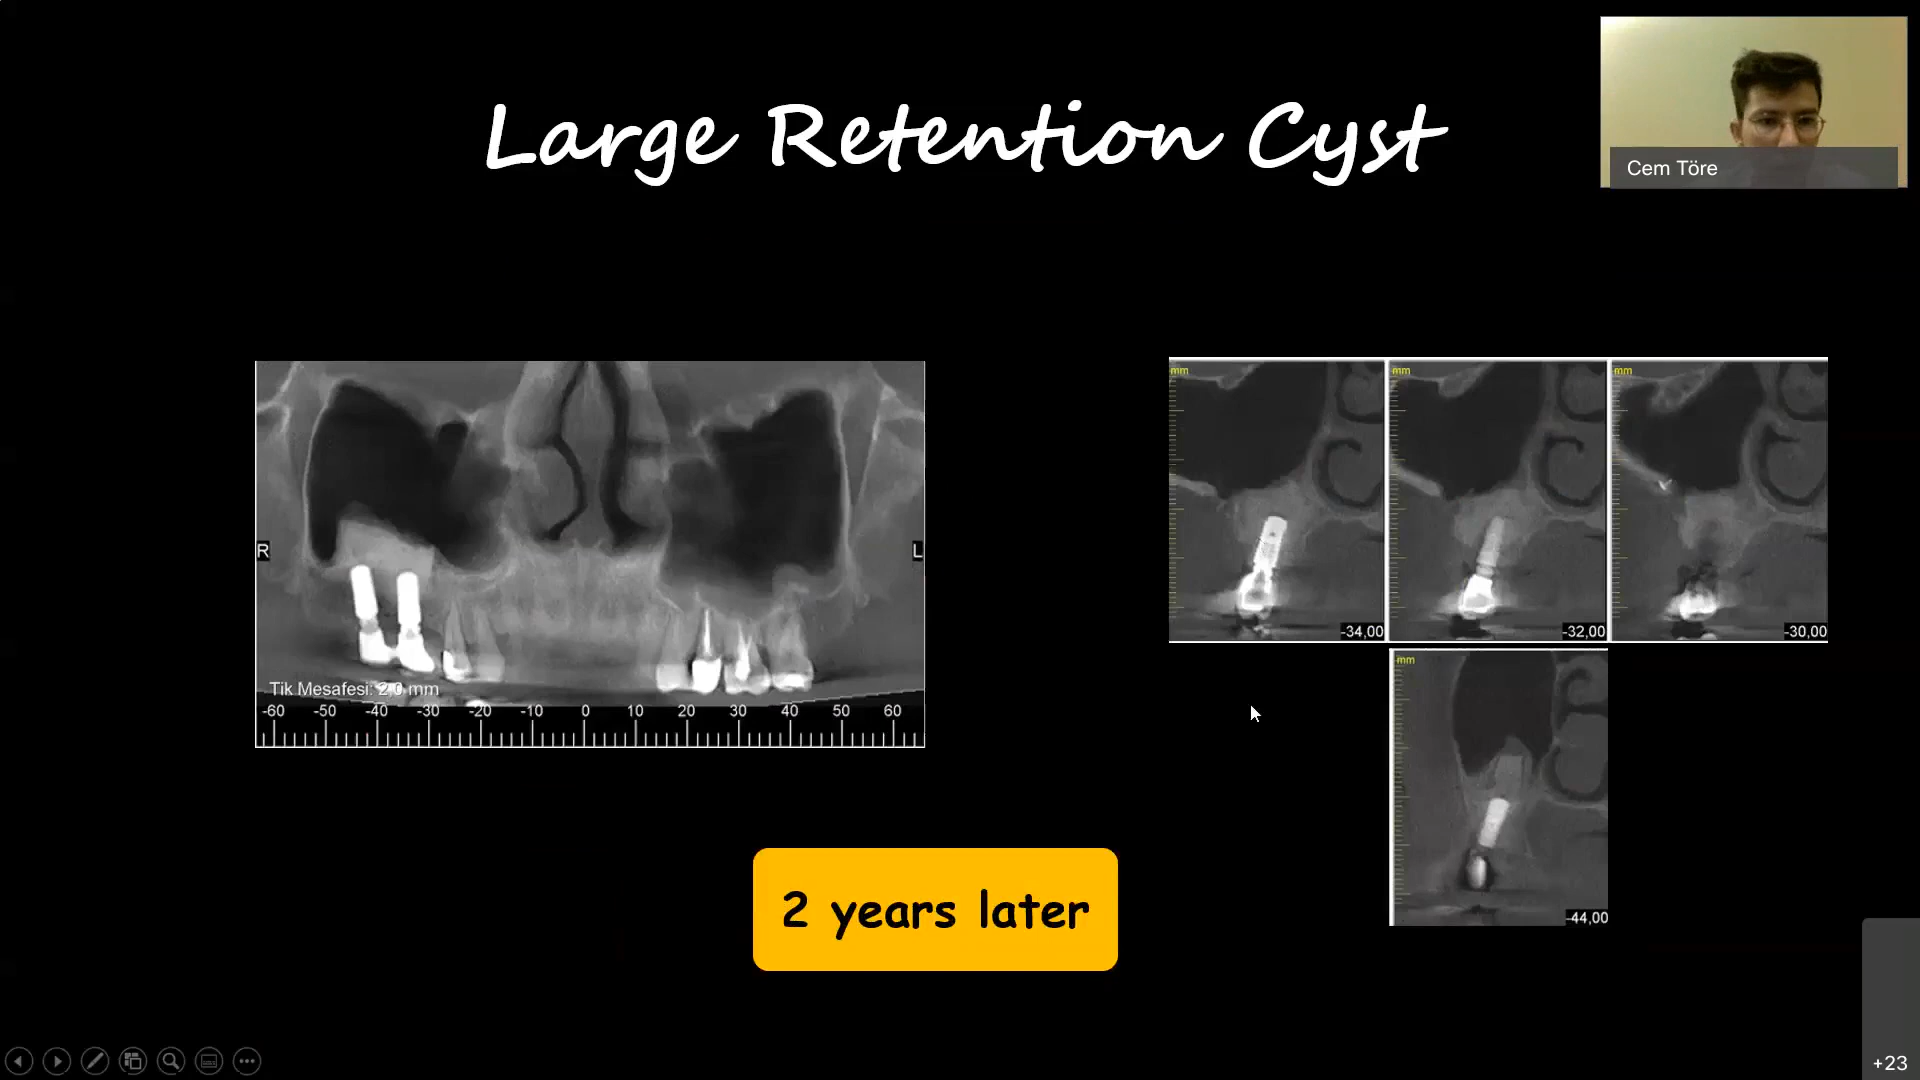 Large Retention Cyst
Cem Töre
mm
mm
mm
R
L
Tik Mesafesi: 2,0 mm
-60 -50 -40 -30 -20 -10 0 10 20 30 40 50 60
-34,00
-32,00
-30,00
mm
-44,00
2 years later
+23